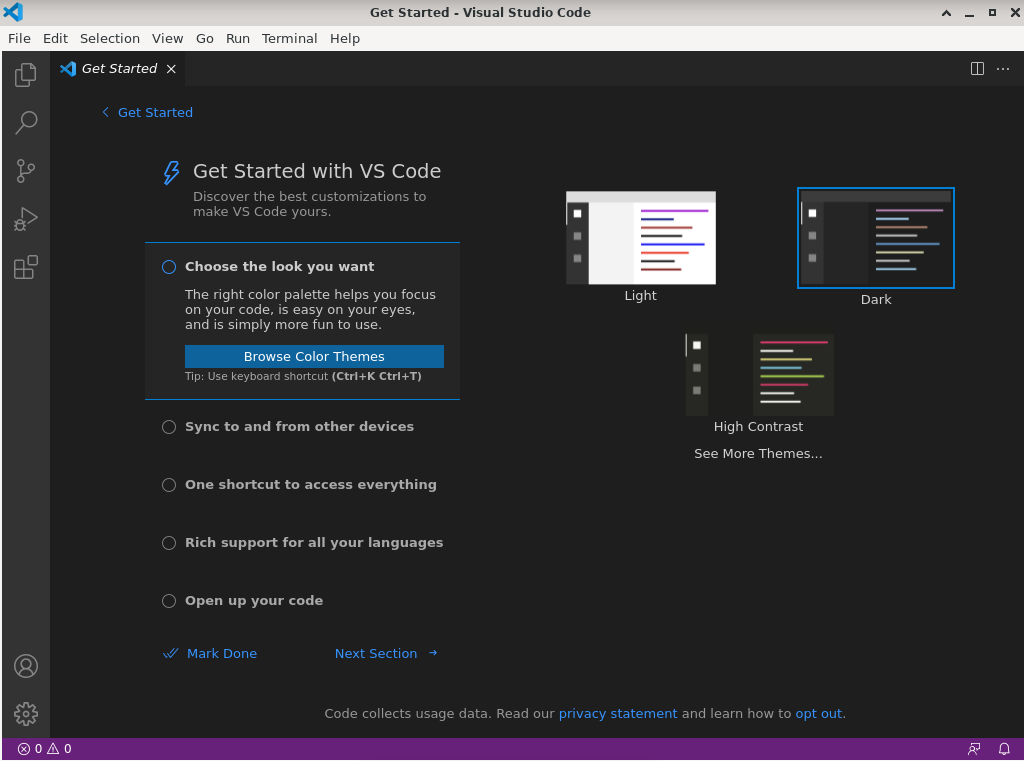 Get Started - Visual Studio Code
File Edit Selection View Go Run Terminal Help
Get Started
Get Started
Get Started with VS Code
Discover the best customizations to
make VS Code yours.
Choose the look you want
The right color palette helps you focus
on your code, is easy on your eyes,
and is simply more fun to use.
Browse Color Themes
Tip: Use keyboard shortcut (Ctrl+K Ctrl+T)
Sync to and from other devices
One shortcut to access everything
Rich support for all your languages
Open up your code
Mark Done
Next Section
Light
Dark
High Contrast
See More Themes...
Code collects usage data. Read our privacy statement and learn how to opt out.
0 0